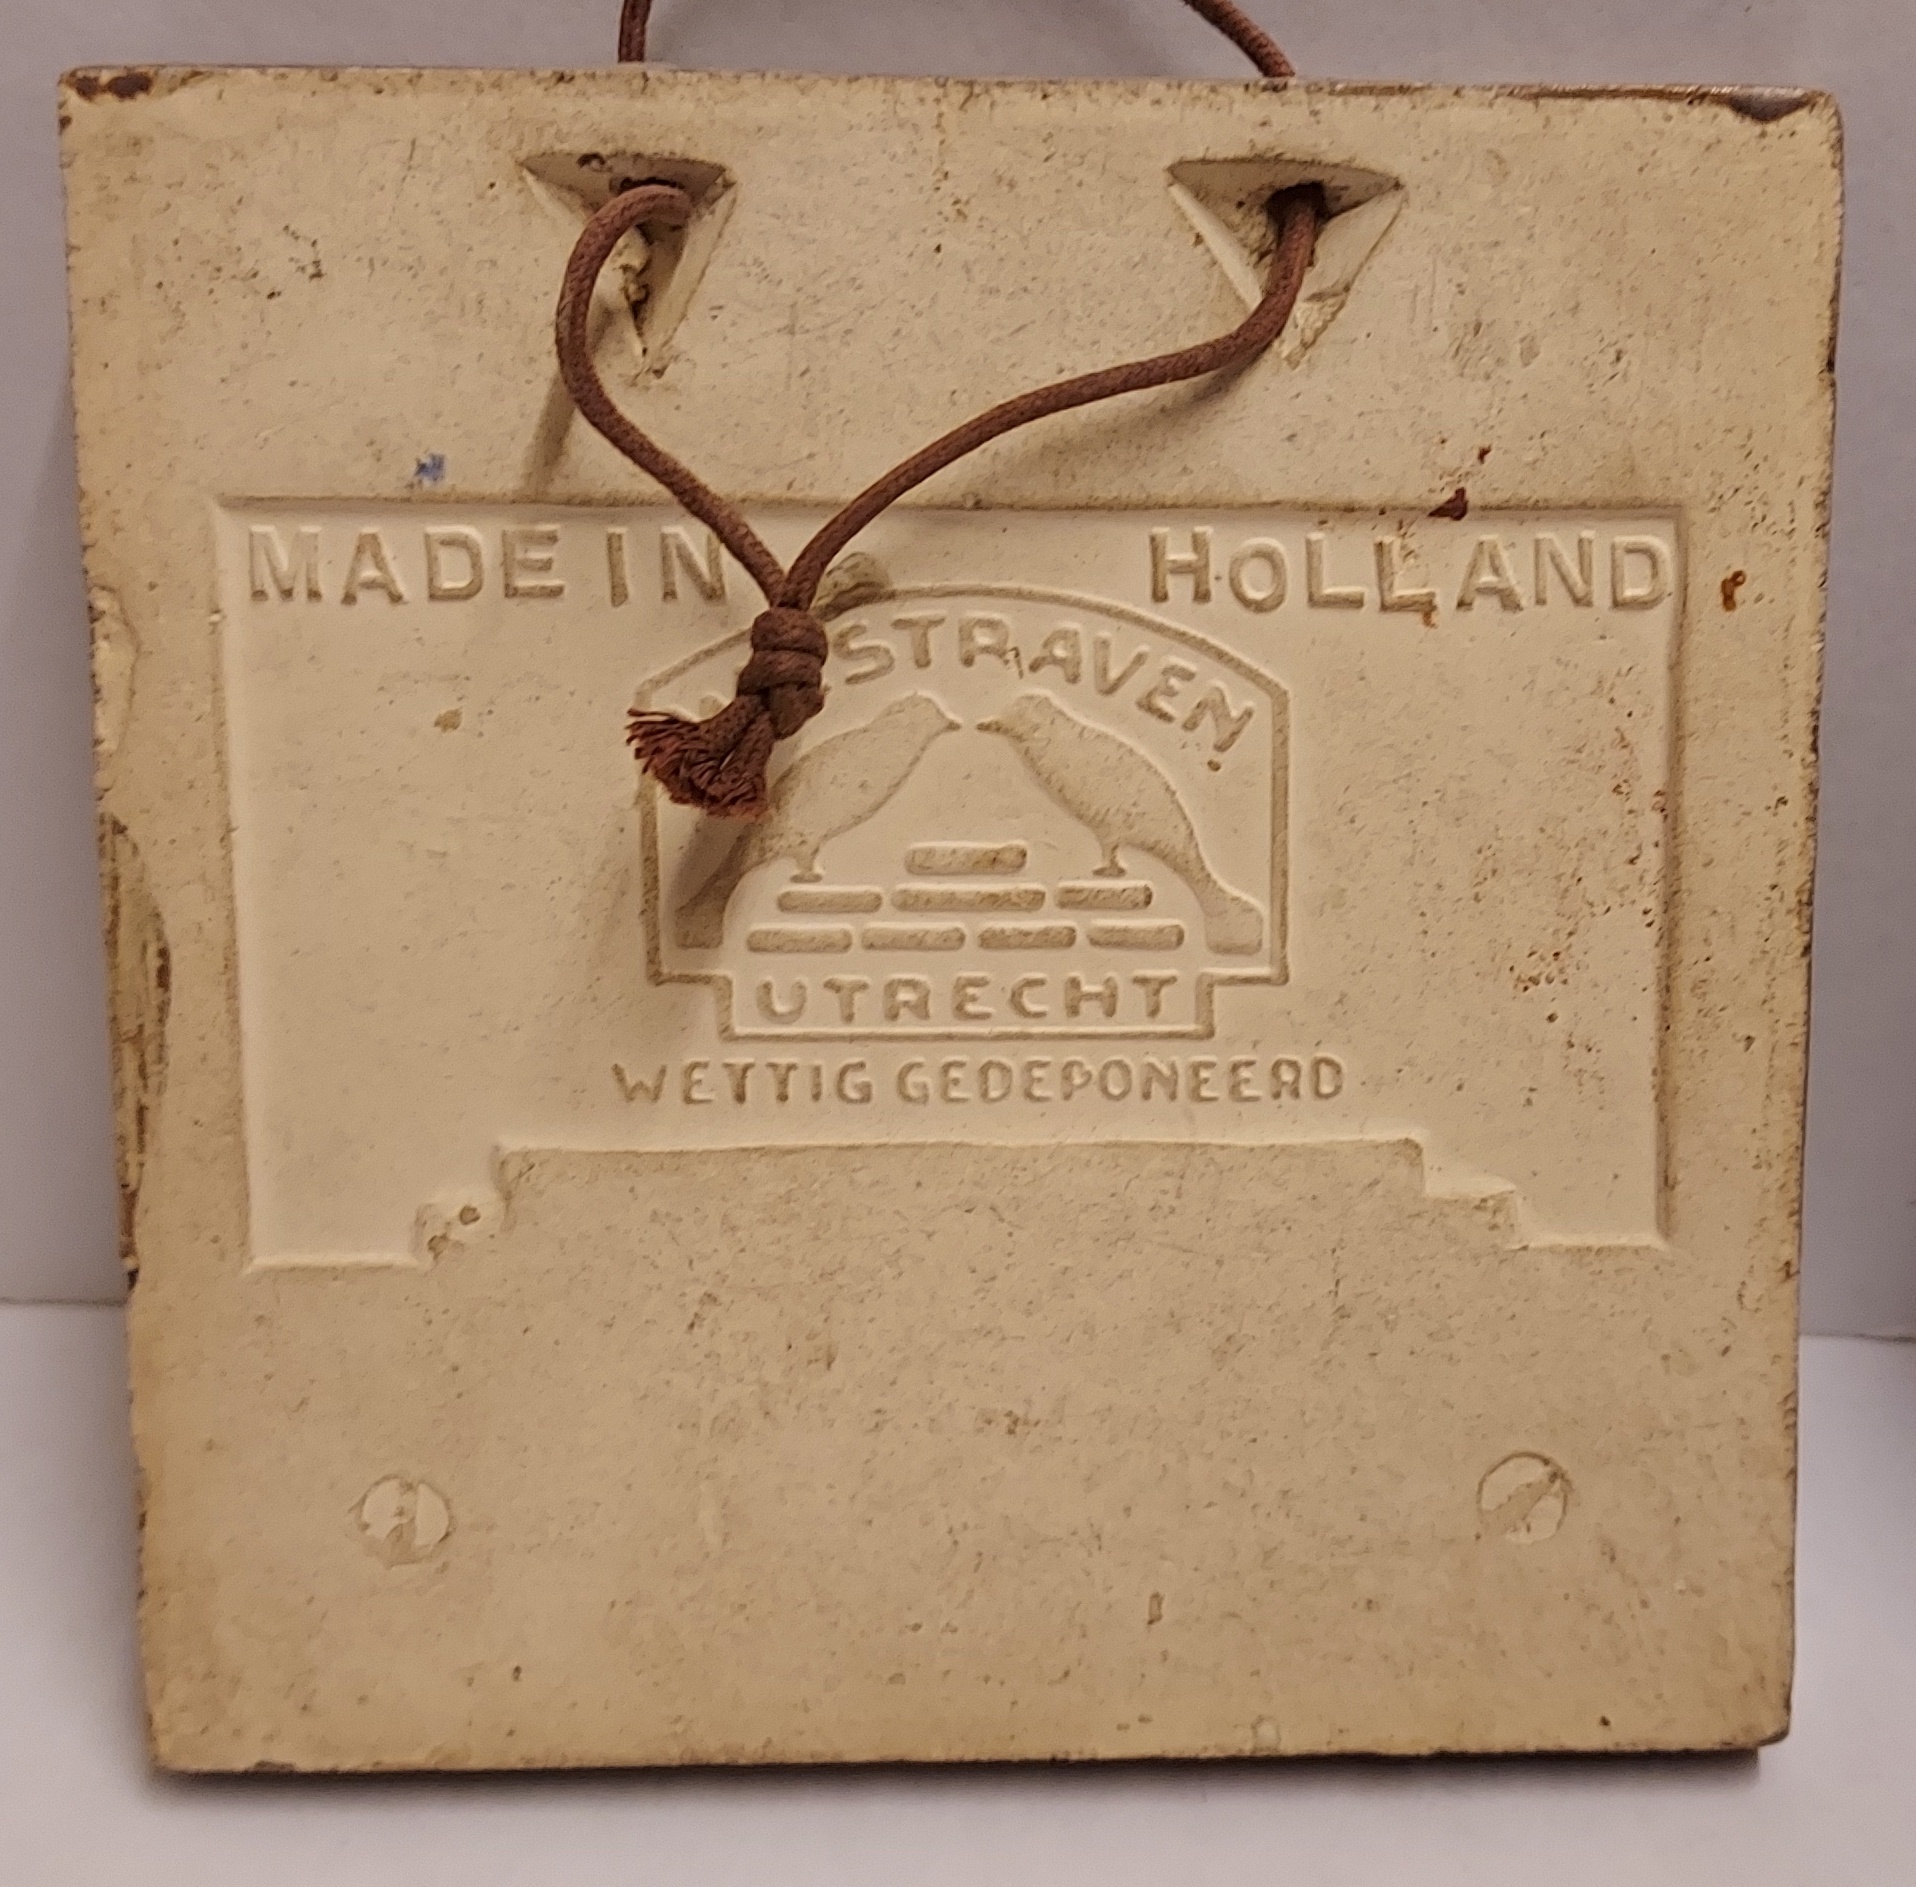 MADE IN HOLLAND
STRAVEN
UTRECHT
WETTIG GEDEPONEERD